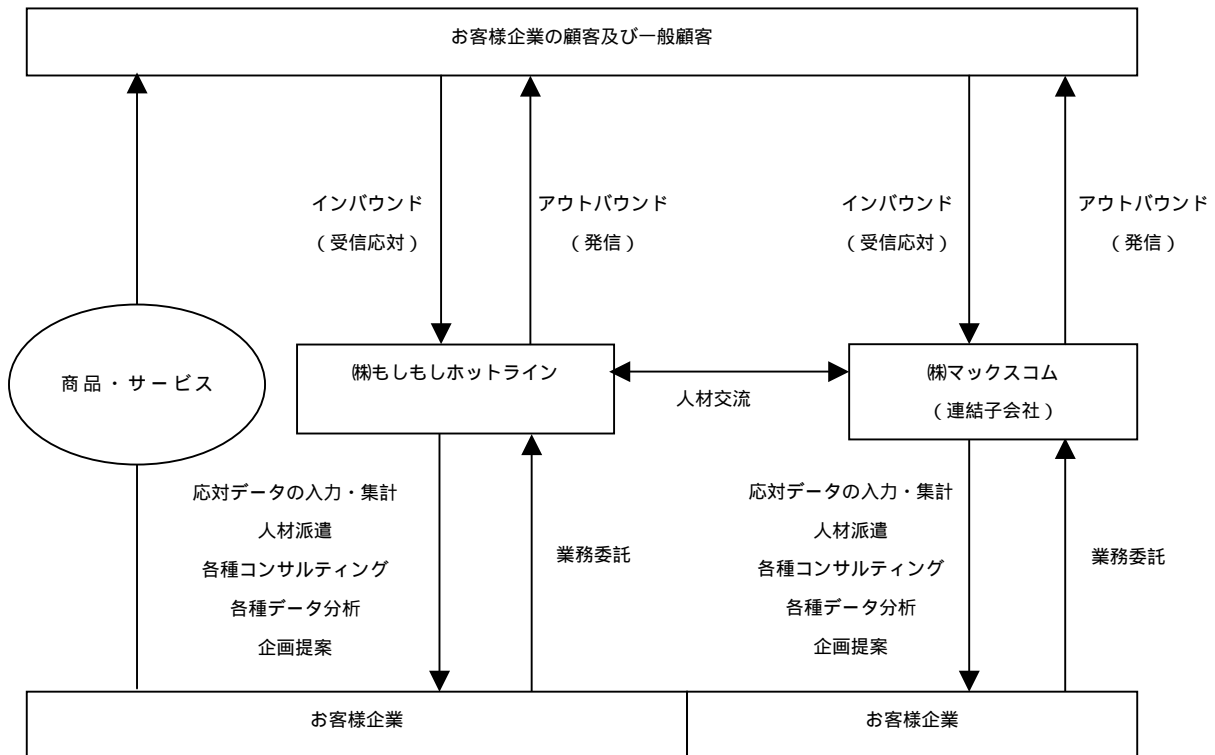 お客様企業の顧客及び一般顧客
インバウンド
(受信応対)
アウトバウンド
(発信)
インバウンド
(受信応対)
アウトバウンド
(発信)
商品・サービス
㈱もしもしホットライン
人材交流
㈱マックスコム
(連結子会社)
応対データの入力・集計
人材派遣
各種コンサルティング
各種データ分析
企画提案
業務委託
応対データの入力・集計
人材派遣
各種コンサルティング
各種データ分析
企画提案
業務委託
お客様企業
お客様企業